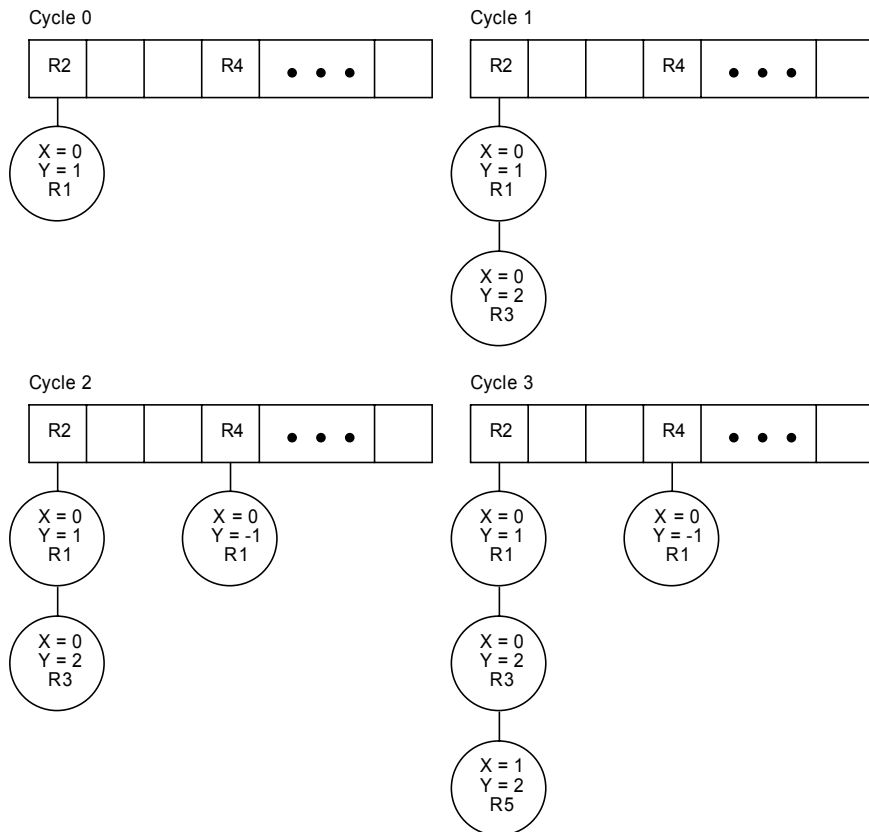 Cycle 0
R2
R4
X = 0
Y = 1
R1
Cycle 1
R2
R4
X = 0
Y = 1
R1
X = 0
Y = 2
R3
Cycle 2
R2
R4
X = 0
Y = 1
R1
X = 0
Y = -1
R1
X = 0
Y = 2
R3
Cycle 3
R2
R4
X = 0
Y = 1
R1
X = 0
Y = -1
R1
X = 0
Y = 2
R3
X = 1
Y = 2
R5